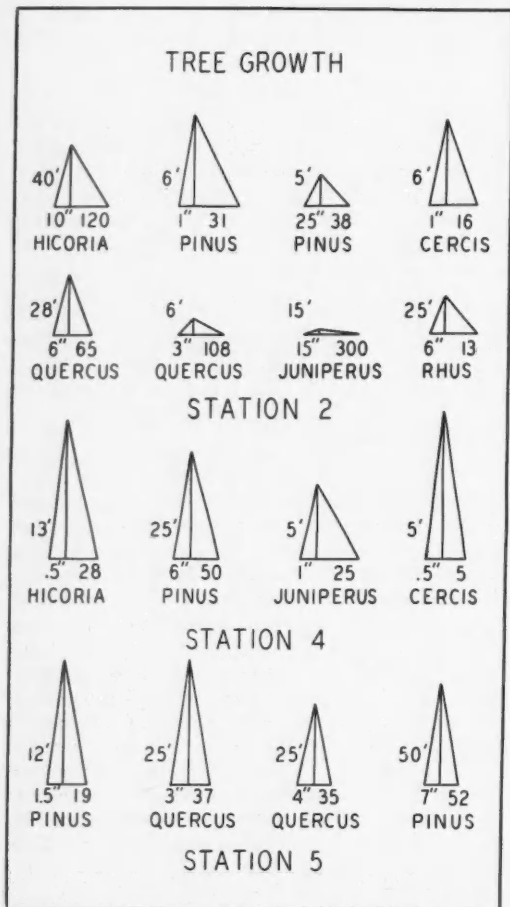 TREE GROWTH
40' 6' 5' 6'
10" 120 1" 31 25" 38 1" 16
HICORIA PINUS PINUS CERCIS
28' 6' 15' 25'
6" 65 3" 108 15" 300 6" 13
QUERCUS QUERCUS JUNIPERUS RHUS
STATION 2
13' 25' 5' 5'
.5" 28 6" 50 1" 25 .5" 5
HICORIA PINUS JUNIPERUS CERCIS
STATION 4
12' 25' 25' 50'
1.5" 19 3" 37 4" 35 7" 52
PINUS QUERCUS QUERCUS PINUS
STATION 5